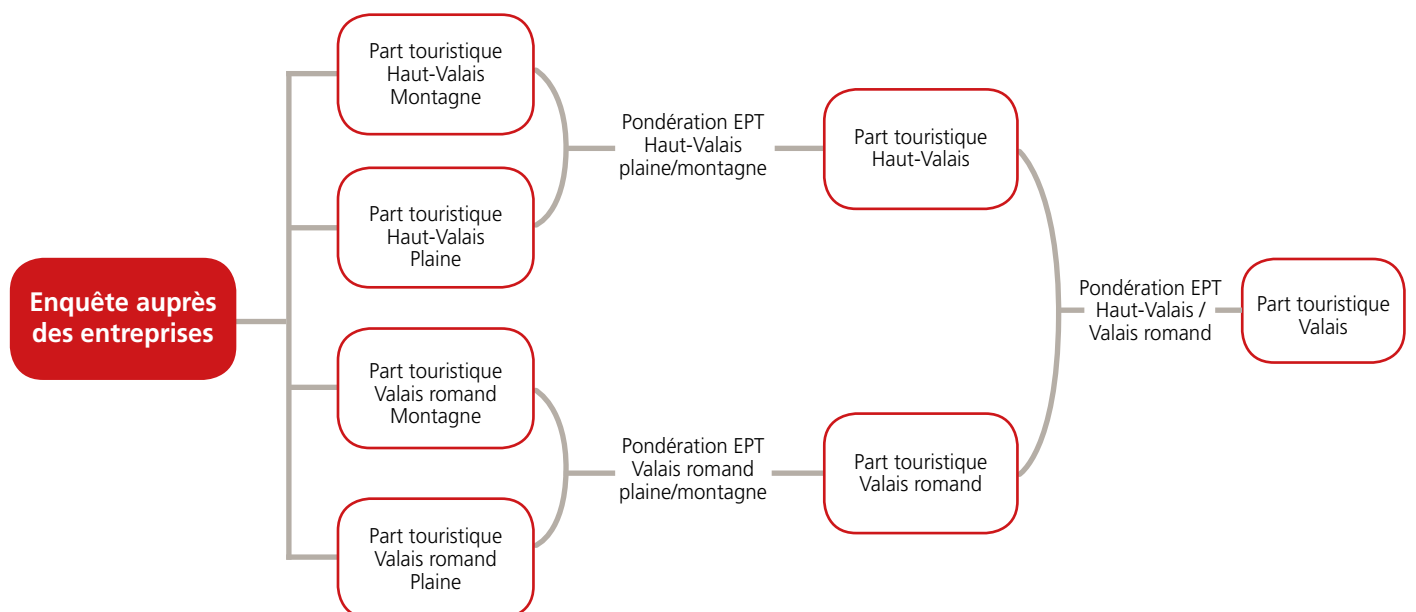 Enquête auprès
des entreprises
Part touristique
Haut-Valais
Montagne
Part touristique
Haut-Valais
Plaine
Part touristique
Valais romand
Montagne
Part touristique
Valais romand
Plaine
Pondération EPT
Haut-Valais
plaine/montagne
Pondération EPT
Valais romand
plaine/montagne
Part touristique
Haut-Valais
Part touristique
Valais romand
Pondération EPT
Haut-Valais /
Valais romand
Part touristique
Valais